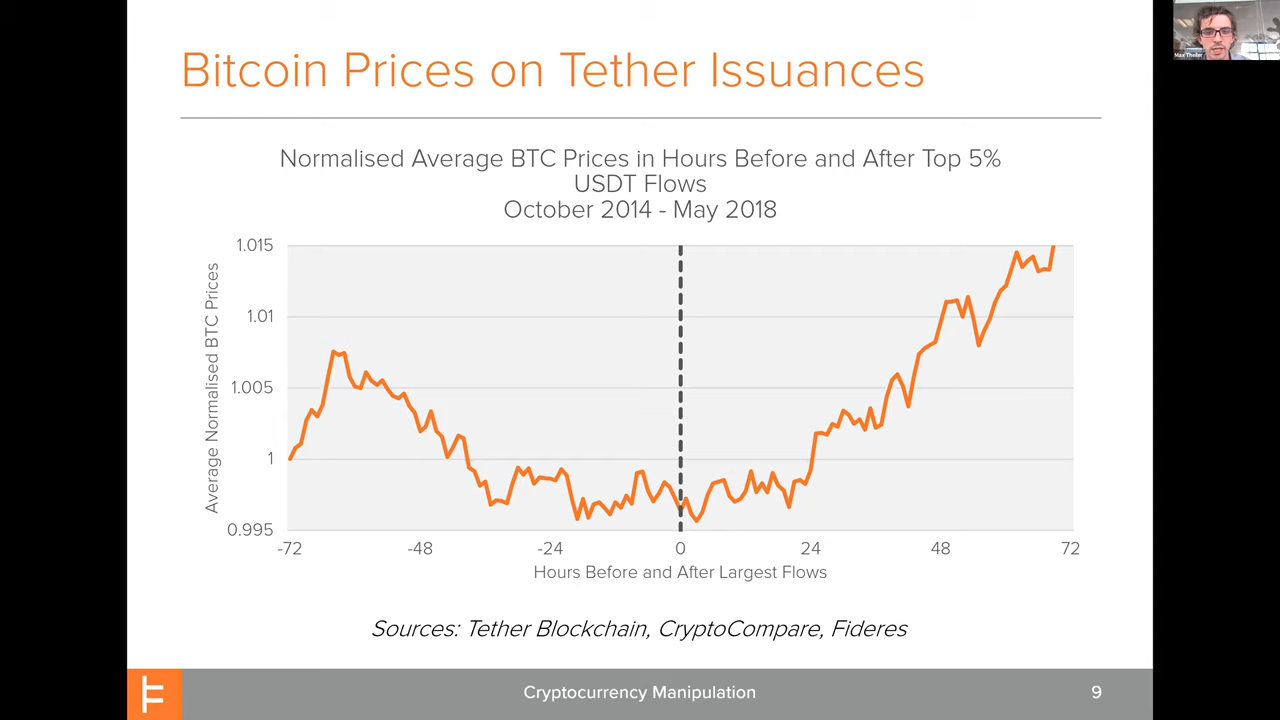 Bitcoin Prices on Tether Issuances
Max Theiler
Normalised Average BTC Prices in Hours Before and After Top 5%
USDT Flows
October 2014 - May 2018
Average Normalised BTC Prices
1.015
1.01
1.005
1
0.995
-72 -48 -24 0 24 48 72
Hours Before and After Largest Flows
Sources: Tether Blockchain, CryptoCompare, Fideres
Cryptocurrency Manipulation 9